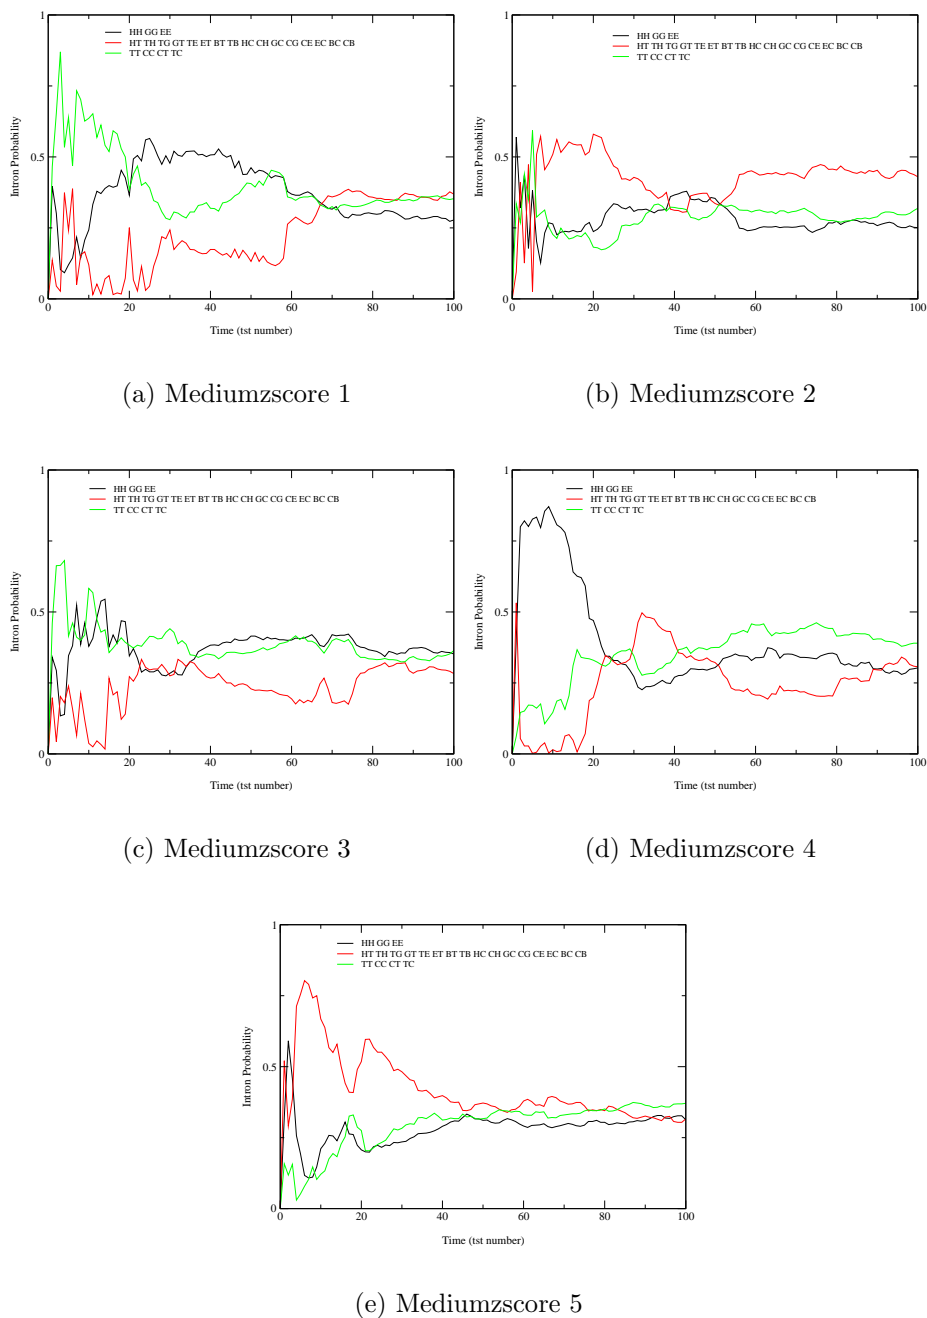 1
HH GG EE
HT TH TG GT TE ET BT TB HC CH GC CG CE EC BC CB
TT CC CT TC
Intron Probability
0.5
0
0 20 40 60 80 100
Time (tst number)
(a) Mediumzscore 1
1
HH GG EE
HT TH TG GT TE ET BT TB HC CH GC CG CE EC BC CB
TT CC CT TC
Intron Probability
0.5
0
0 20 40 60 80 100
Time (tst number)
(b) Mediumzscore 2
1
HH GG EE
HT TH TG GT TE ET BT TB HC CH GC CG CE EC BC CB
TT CC CT TC
Intron Probability
0.5
0
0 20 40 60 80 100
Time (tst number)
(c) Mediumzscore 3
1
HH GG EE
HT TH TG GT TE ET BT TB HC CH GC CG CE EC BC CB
TT CC CT TC
Intron Probability
0.5
0
0 20 40 60 80 100
Time (tst number)
(d) Mediumzscore 4
1
HH GG EE
HT TH TG GT TE ET BT TB HC CH GC CG CE EC BC CB
TT CC CT TC
Intron Probability
0.5
0
0 20 40 60 80 100
Time (tst number)
(e) Mediumzscore 5